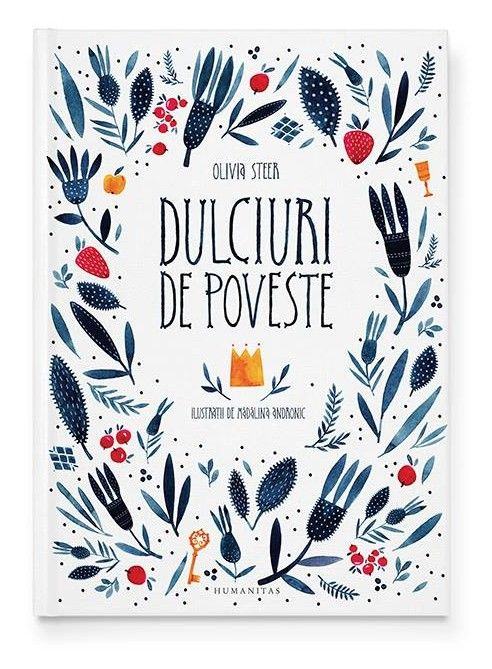 OLIVIA STEER
DULCIURI
DE POVESTE
ILUSTRAȚII DE MĂDĂLINA ANDRONIC
HUMANITAS